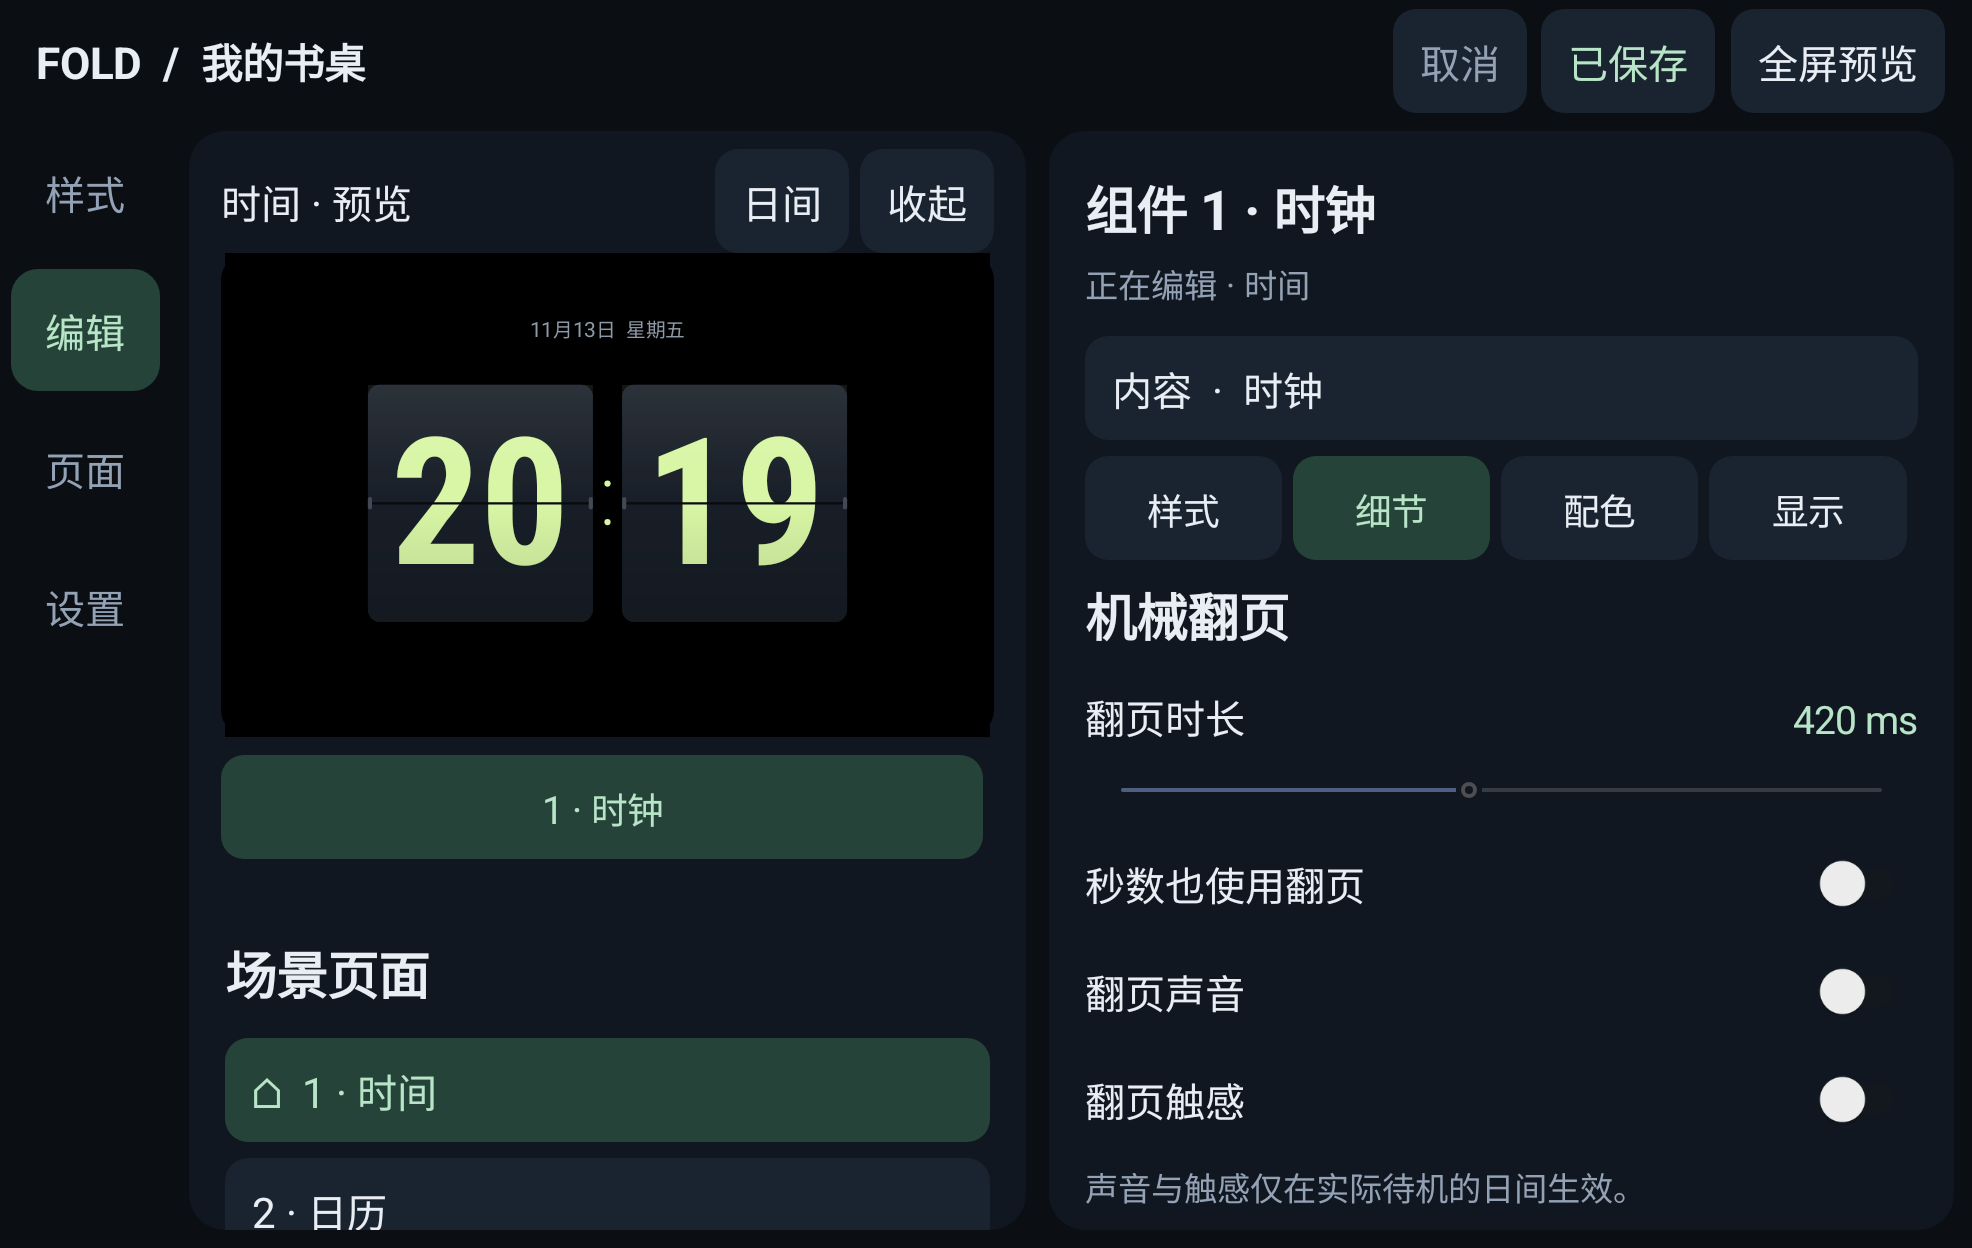 FOLD / 我的书桌
取消
已保存
全屏预览
样式
编辑
页面
设置
时间 · 预览
日间
收起
11月13日 星期五
20:19
1 · 时钟
场景页面
1 · 时间
2 · 日历
组件 1 · 时钟
正在编辑 · 时间
内容 · 时钟
样式
细节
配色
显示
机械翻页
翻页时长
420 ms
秒数也使用翻页
翻页声音
翻页触感
声音与触感仅在实际待机的日间生效。